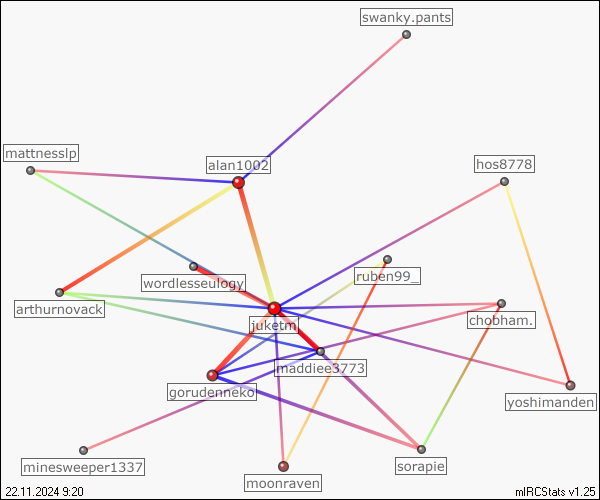 swanky.pants
mattnesslp
alan1002
hos8778
wordlesseulogy
ruben99_
arthurnovack
juketm
chobham.
maddiee3773
gorudenneko
yoshimanden
minesweeper1337
sorapie
moonraven
22.11.2024 9:20
mIRCStats v1.25